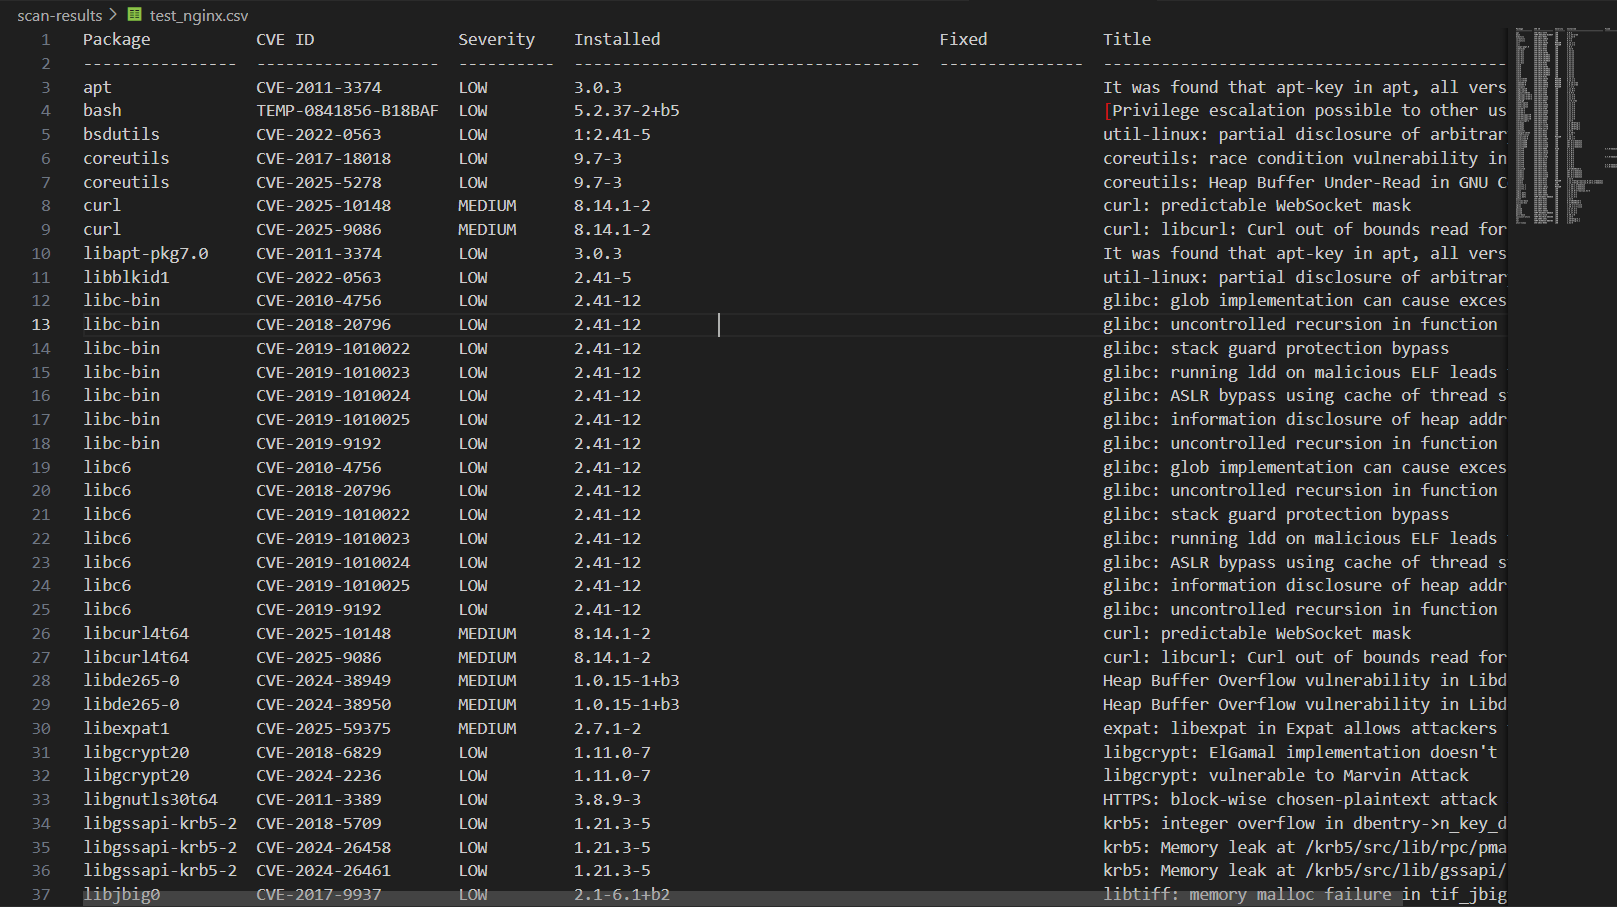 scan-results > test_nginx.csv
1 Package CVE ID Severity Installed Fixed Title
2 ---------------- ------------------- ---------- ------------------------------------ --------------- ------------------------------------------
3 apt CVE-2011-3374 LOW 3.0.3 It was found that apt-key in apt, all vers
4 bash TEMP-0841856-B18BAF LOW 5.2.37-2+b5 [Privilege escalation possible to other us
5 bsdutils CVE-2022-0563 LOW 1:2.41-5 util-linux: partial disclosure of arbitrar
6 coreutils CVE-2017-18018 LOW 9.7-3 coreutils: race condition vulnerability in
7 coreutils CVE-2025-5278 LOW 9.7-3 coreutils: Heap Buffer Under-Read in GNU C
8 curl CVE-2025-10148 MEDIUM 8.14.1-2 curl: predictable WebSocket mask
9 curl CVE-2025-9086 MEDIUM 8.14.1-2 curl: libcurl: Curl out of bounds read for
10 libapt-pkg7.0 CVE-2011-3374 LOW 3.0.3 It was found that apt-key in apt, all vers
11 libblkid1 CVE-2022-0563 LOW 2.41-5 util-linux: partial disclosure of arbitrar
12 libc-bin CVE-2010-4756 LOW 2.41-12 glibc: glob implementation can cause exces
13 libc-bin CVE-2018-20796 LOW 2.41-12 glibc: uncontrolled recursion in function
14 libc-bin CVE-2019-1010022 LOW 2.41-12 glibc: stack guard protection bypass
15 libc-bin CVE-2019-1010023 LOW 2.41-12 glibc: running ldd on malicious ELF leads
16 libc-bin CVE-2019-1010024 LOW 2.41-12 glibc: ASLR bypass using cache of thread s
17 libc-bin CVE-2019-1010025 LOW 2.41-12 glibc: information disclosure of heap addr
18 libc-bin CVE-2019-9192 LOW 2.41-12 glibc: uncontrolled recursion in function
19 libc6 CVE-2010-4756 LOW 2.41-12 glibc: glob implementation can cause exces
20 libc6 CVE-2018-20796 LOW 2.41-12 glibc: uncontrolled recursion in function
21 libc6 CVE-2019-1010022 LOW 2.41-12 glibc: stack guard protection bypass
22 libc6 CVE-2019-1010023 LOW 2.41-12 glibc: running ldd on malicious ELF leads
23 libc6 CVE-2019-1010024 LOW 2.41-12 glibc: ASLR bypass using cache of thread s
24 libc6 CVE-2019-1010025 LOW 2.41-12 glibc: information disclosure of heap addr
25 libc6 CVE-2019-9192 LOW 2.41-12 glibc: uncontrolled recursion in function
26 libcurl4t64 CVE-2025-10148 MEDIUM 8.14.1-2 curl: predictable WebSocket mask
27 libcurl4t64 CVE-2025-9086 MEDIUM 8.14.1-2 curl: libcurl: Curl out of bounds read for
28 libde265-0 CVE-2024-38949 MEDIUM 1.0.15-1+b3 Heap Buffer Overflow vulnerability in Libd
29 libde265-0 CVE-2024-38950 MEDIUM 1.0.15-1+b3 Heap Buffer Overflow vulnerability in Libd
30 libexpat1 CVE-2025-59375 MEDIUM 2.7.1-2 expat: libexpat in Expat allows attackers
31 libgcrypt20 CVE-2018-6829 LOW 1.11.0-7 libgcrypt: ElGamal implementation doesn't
32 libgcrypt20 CVE-2024-2236 LOW 1.11.0-7 libgcrypt: vulnerable to Marvin Attack
33 libgnutls30t64 CVE-2011-3389 LOW 3.8.9-3 HTTPS: block-wise chosen-plaintext attack
34 libgssapi-krb5-2 CVE-2018-5709 LOW 1.21.3-5 krb5: integer overflow in dbentry->n_key_d
35 libgssapi-krb5-2 CVE-2024-26458 LOW 1.21.3-5 krb5: Memory leak at /krb5/src/lib/rpc/pma
36 libgssapi-krb5-2 CVE-2024-26461 LOW 1.21.3-5 krb5: Memory leak at /krb5/src/lib/gssapi/
37 libjbig0 CVE-2017-9937 LOW 2.1-6.1+b2 libtiff: memory malloc failure in tif_jbig